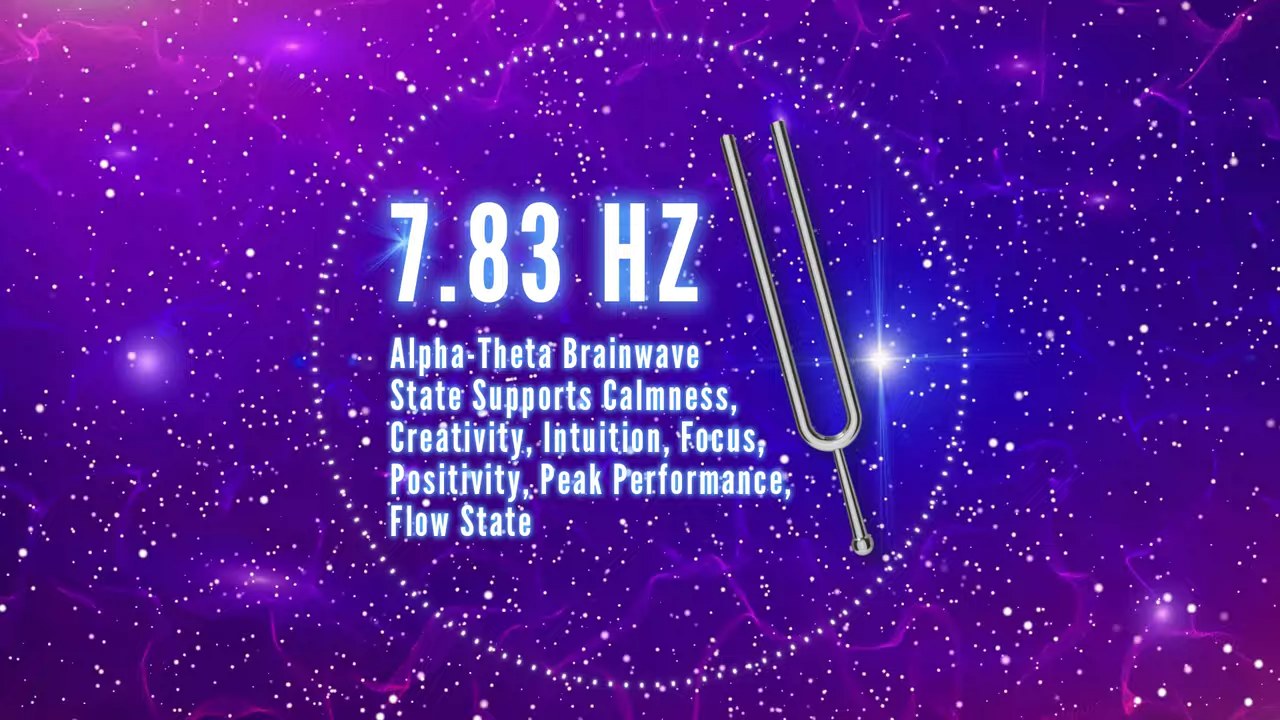 7.83 HZ
Alpha-Theta Brainwave
State Supports Calmness,
Creativity, Intuition, Focus,
Positivity, Peak Performance,
Flow State